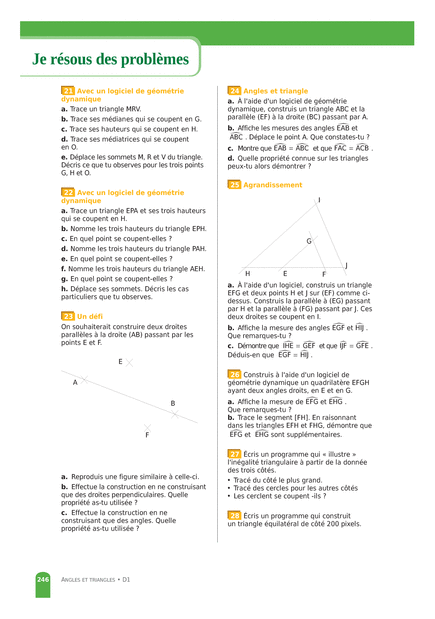 Je résous des problèmes
21 Avec un logiciel de géométrie
dynamique
a. Trace un triangle MRV.
b. Trace ses médianes qui se coupent en G.
c. Trace ses hauteurs qui se coupent en H.
d. Trace ses médiatrices qui se coupent
en O.
e. Déplace les sommets M, R et V du triangle.
Décris ce que tu observes pour les trois points
G, H et O.
22 Avec un logiciel de géométrie
dynamique
a. Trace un triangle EPA et ses trois hauteurs
qui se coupent en H.
b. Nomme les trois hauteurs du triangle EPH.
c. En quel point se coupent-elles ?
d. Nomme les trois hauteurs du triangle PAH.
e. En quel point se coupent-elles ?
f. Nomme les trois hauteurs du triangle AEH.
g. En quel point se coupent-elles ?
h. Déplace ses sommets. Décris les cas
particuliers que tu observes.
23 Un défi
On souhaiterait construire deux droites
parallèles à la droite (AB) passant par les
points E et F.
E
A
B
F
a. Reproduis une figure similaire à celle-ci.
b. Effectue la construction en ne construisant
que des droites perpendiculaires. Quelle
propriété as-tu utilisée ?
c. Effectue la construction en ne
construisant que des angles. Quelle
propriété as-tu utilisée ?
24 Angles et triangle
a. À l'aide d'un logiciel de géométrie
dynamique, construis un triangle ABC et la
parallèle (EF) à la droite (BC) passant par A.
b. Affiche les mesures des angles EAB et
ABC . Déplace le point A. Que constates-tu ?
c. Montre que EAB = ABC et que FAC = ACB .
d. Quelle propriété connue sur les triangles
peux-tu alors démontrer ?
25 Agrandissement
I
G
J
H E F
a. À l'aide d'un logiciel, construis un triangle
EFG et deux points H et J sur (EF) comme ci-
dessus. Construis la parallèle à (EG) passant
par H et la parallèle à (FG) passant par J. Ces
deux droites se coupent en I.
b. Affiche la mesure des angles EGF et HIJ .
Que remarques-tu ?
c. Démontre que IHE = GEF et que IJF = GFE .
Déduis-en que EGF = HIJ .
26 Construis à l'aide d'un logiciel de
géométrie dynamique un quadrilatère EFGH
ayant deux angles droits, en E et en G.
a. Affiche la mesure de EFG et EHG .
Que remarques-tu ?
b. Trace le segment [FH]. En raisonnant
dans les triangles EFH et FHG, démontre que
EFG et EHG sont supplémentaires.
27 Écris un programme qui « illustre »
l'inégalité triangulaire à partir de la donnée
des trois côtés.
• Tracé du côté le plus grand.
• Tracé des cercles pour les autres côtés
• Les cerclent se coupent -ils ?
28 Écris un programme qui construit
un triangle équilatéral de côté 200 pixels.
246 ANGLES ET TRIANGLES • D1